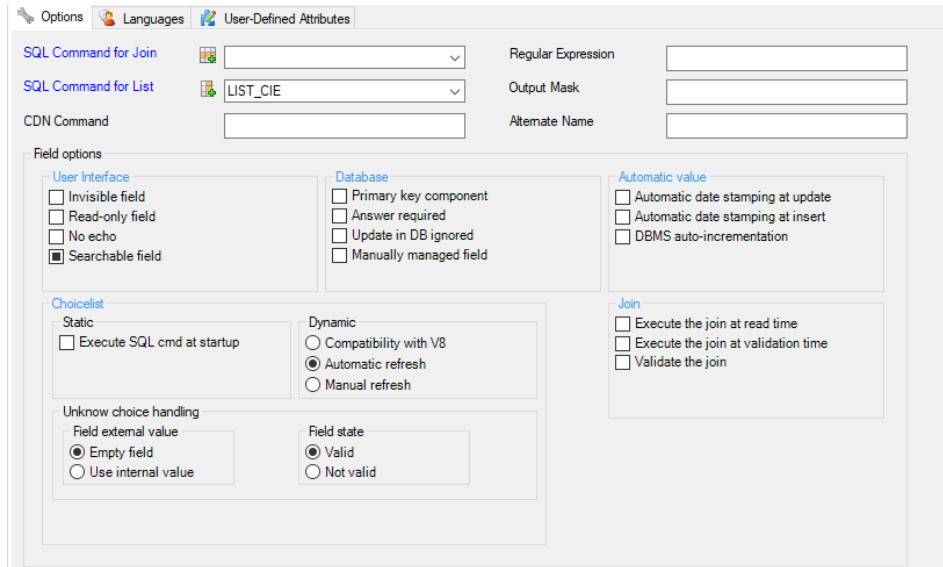 Options Languages User-Defined Attributes
SQL Command for Join Regular Expression
SQL Command for List LIST_CIE Output Mask
CDN Command Alternate Name
Field options
User Interface Database Automatic value
Invisible field Primary key component Automatic date stamping at update
Read-only field Answer required Automatic date stamping at insert
No echo Update in DB ignored DBMS auto-incrementation
Searchable field Manually managed field
Choicelist Join
Static Dynamic Execute the join at read time
Execute SQL cmd at startup Compatibility with V8 Execute the join at validation time
Automatic refresh Validate the join
Manual refresh
Unknow choice handling
Field external value Field state
Empty field Valid
Use internal value Not valid